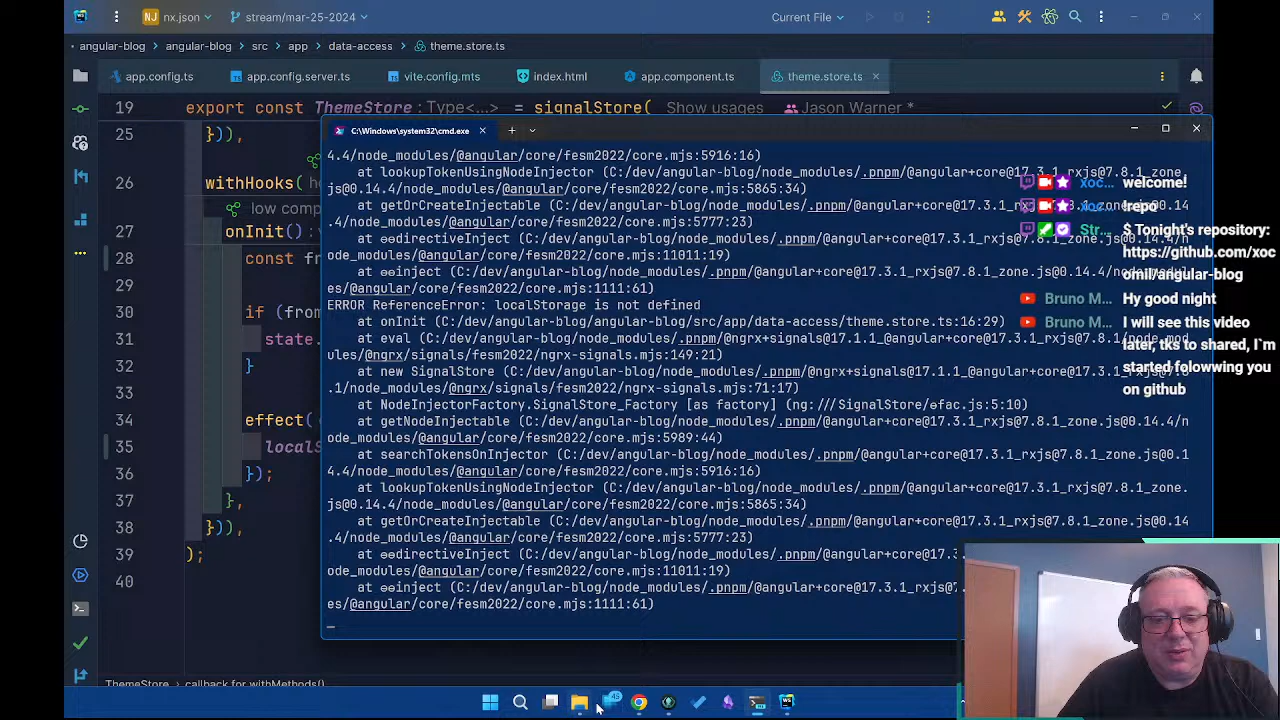 NJ nx.json
stream/mar-25-2024
Current File
angular-blog > angular-blog > src > app > data-access > theme.store.ts
app.config.ts
app.config.server.ts
vite.config.mts
index.html
app.component.ts
theme.store.ts
19 export const ThemeStore : Type<...> = signalStore( Show usages Jason Warner *
25 })),
26 withHooks(
low comp
27 onInit()
28 const f
29
30 if (from
31 state.
32 }
33
34 effect(
35 localS
36 });
37 },
38 })),
39 );
40
C:\Windows\system32\cmd.exe
4.4/node_modules/@angular/core/fesm2022/core.mjs:5916:16)
at lookupTokenUsingNodeInjector (C:/dev/angular-blog/node_modules/.pnpm/@angular+core@17.3.1_rxjs@7.8.1_zone.
js@0.14.4/node_modules/@angular/core/fesm2022/core.mjs:5865:34)
at getOrCreateInjectable (C:/dev/angular-blog/node_modules/.pnpm/@angular+core@17.3.1_rxjs@7.8.1_zone.js@0.14
.4/node_modules/@angular/core/fesm2022/core.mjs:5777:23)
at ɵɵdirectiveInject (C:/dev/angular-blog/node_modules/.pnpm/@angular+core@17.3.1_rxjs@7.8.1_zone.js@0.14.4/n
ode_modules/@angular/core/fesm2022/core.mjs:11011:19)
at ɵɵinject (C:/dev/angular-blog/node_modules/.pnpm/@angular+core@17.3.1_rxjs@7.8.1_zone.js@0.14.4/node_modul
es/@angular/core/fesm2022/core.mjs:1111:61)
ERROR ReferenceError: localStorage is not defined
at onInit (C:/dev/angular-blog/angular-blog/src/app/data-access/theme.store.ts:16:29)
at eval (C:/dev/angular-blog/node_modules/.pnpm/@ngrx+signals@17.1.1_@angular+co
ules/@ngrx/signals/fesm2022/ngrx-signals.mjs:149:21)
at new SignalStore (C:/dev/angular-blog/node_modules/.pnpm/@ngrx+signals@17.1.1_@angular+co
.1/node_modules/@ngrx/signals/fesm2022/ngrx-signals.mjs:71:17)
at NodeInjectorFactory.SignalStore_Factory [as factory] (ng:///SignalStore/ɵfac.js:5:10)
at getNodeInjectable (C:/dev/angular-blog/node_modules/.pnpm/@angular+core@17.3.1_rxjs@7.8.1_zone.js@0.14.4/n
ode_modules/@angular/core/fesm2022/core.mjs:5989:44)
at searchTokensOnInjector (C:/dev/angular-blog/node_modules/.pnpm/@angular+core@17.3.1_rxjs@7.8.1_zone.js@0.1
4.4/node_modules/@angular/core/fesm2022/core.mjs:5916:16)
at lookupTokenUsingNodeInjector (C:/dev/angular-blog/node_modules/.pnpm/@angular+core@17.3.1_rxjs@7.8.1_zone.
js@0.14.4/node_modules/@angular/core/fesm2022/core.mjs:5865:34)
at getOrCreateInjectable (C:/dev/angular-blog/node_modules/.pnpm/@angular+core@17.3.1_rxjs@7.8.1_zone.js@0.14
.4/node_modules/@angular/core/fesm2022/core.mjs:5777:23)
at ɵɵdirectiveInject (C:/dev/angular-blog/node_modules/.pnpm/@angular+core@17.3.
ode_modules/@angular/core/fesm2022/core.mjs:11011:19)
at ɵɵinject (C:/dev/angular-blog/node_modules/.pnpm/@angular+core@17.3.1_rxjs@7.
es/@angular/core/fesm2022/core.mjs:1111:61)
xoc... welcome!
xoc... !repo
Str... $ Tonight's repository:
https://github.com/xoc
omil/angular-blog
Bruno M... Hy good night
Bruno M... I will see this video
later, tks to shared, I`m
started folowwing you
on github
ThemeStore > callback for withMethods()